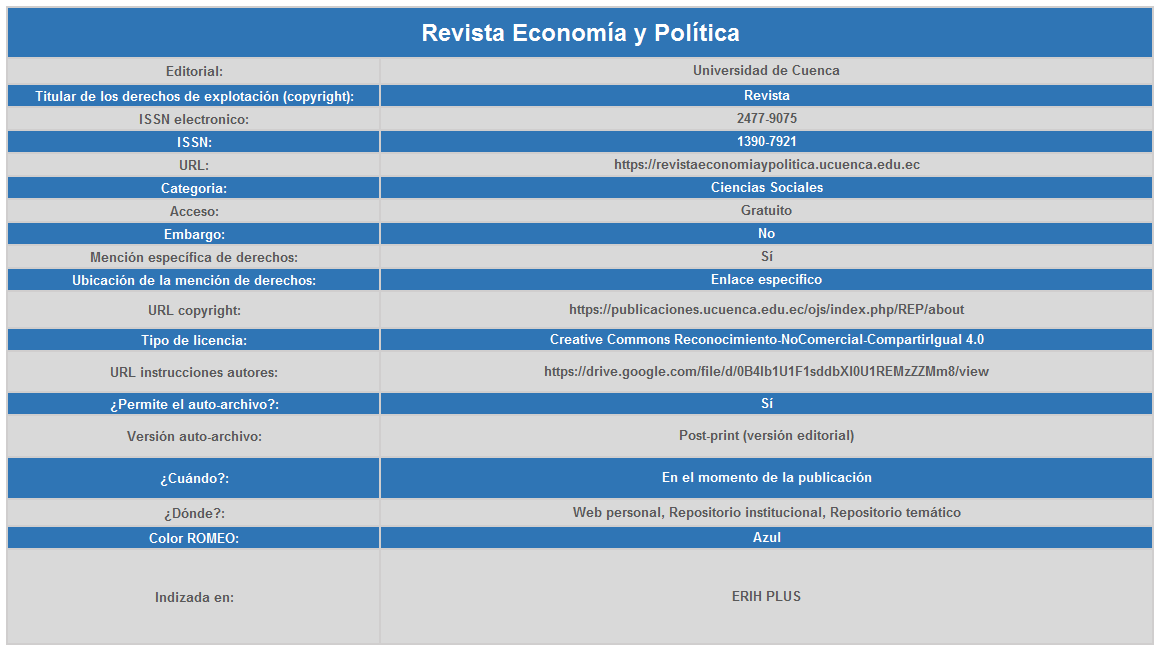 Revista Economía y Política
Editorial: Universidad de Cuenca
Titular de los derechos de explotación (copyright): Revista
ISSN electronico: 2477-9075
ISSN: 1390-7921
URL: https://revistaeconomiaypolitica.ucuenca.edu.ec
Categoria: Ciencias Sociales
Acceso: Gratuito
Embargo: No
Mención específica de derechos: Sí
Ubicación de la mención de derechos: Enlace especifico
URL copyright: https://publicaciones.ucuenca.edu.ec/ojs/index.php/REP/about
Tipo de licencia: Creative Commons Reconocimiento-NoComercial-CompartirIgual 4.0
URL instrucciones autores: https://drive.google.com/file/d/0B4lb1U1F1sddbXI0U1REMzZZMm8/view
¿Permite el auto-archivo?: Sí
Versión auto-archivo: Post-print (versión editorial)
¿Cuándo?: En el momento de la publicación
¿Dónde?: Web personal, Repositorio institucional, Repositorio temático
Color ROMEO: Azul
Indizada en: ERIH PLUS